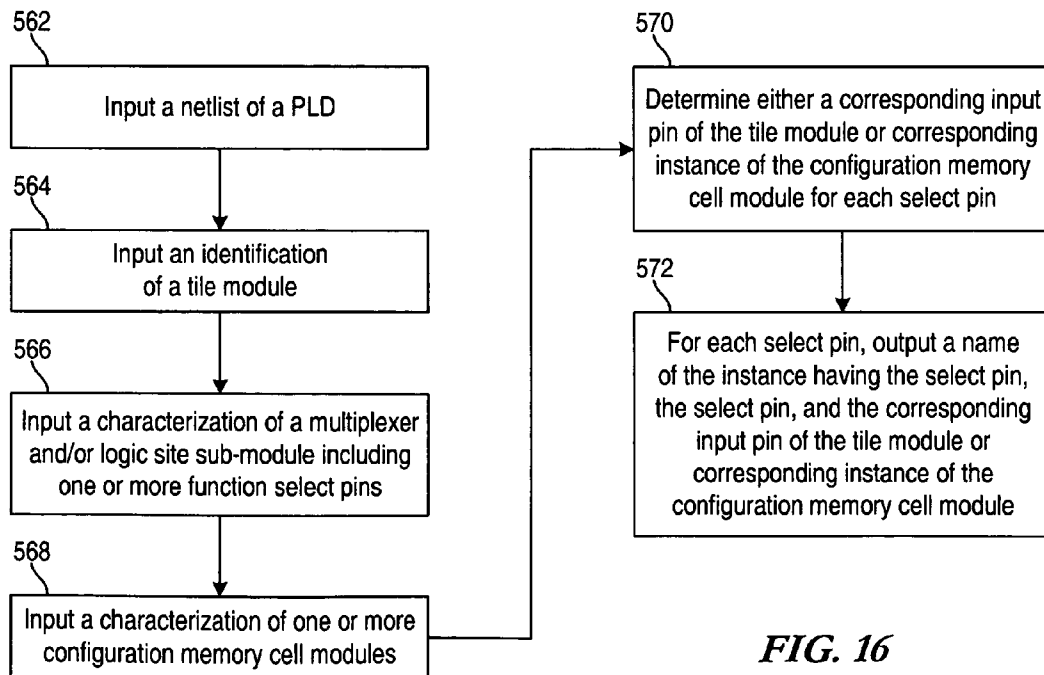 562
Input a netlist of a PLD
564
Input an identification
of a tile module
566
Input a characterization of a multiplexer
and/or logic site sub-module including
one or more function select pins
568
Input a characterization of one or more
configuration memory cell modules
570
Determine either a corresponding input
pin of the tile module or corresponding
instance of the configuration memory
cell module for each select pin
572
For each select pin, output a name
of the instance having the select pin,
the select pin, and the corresponding
input pin of the tile module or
corresponding instance of the
configuration memory cell module
FIG. 16